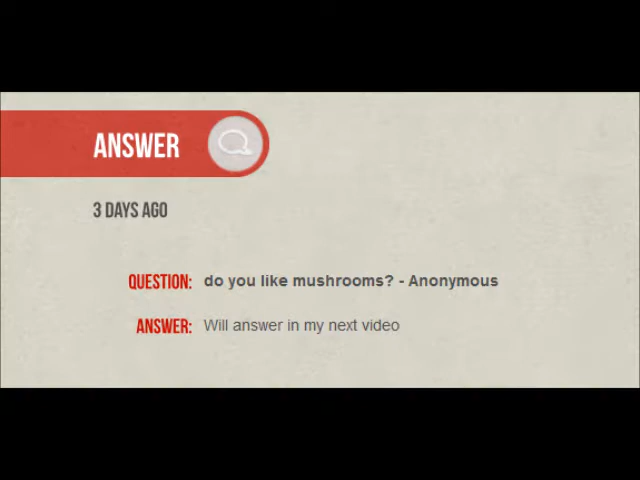 ANSWER
3 DAYS AGO
QUESTION: do you like mushrooms? - Anonymous
ANSWER: Will answer in my next video